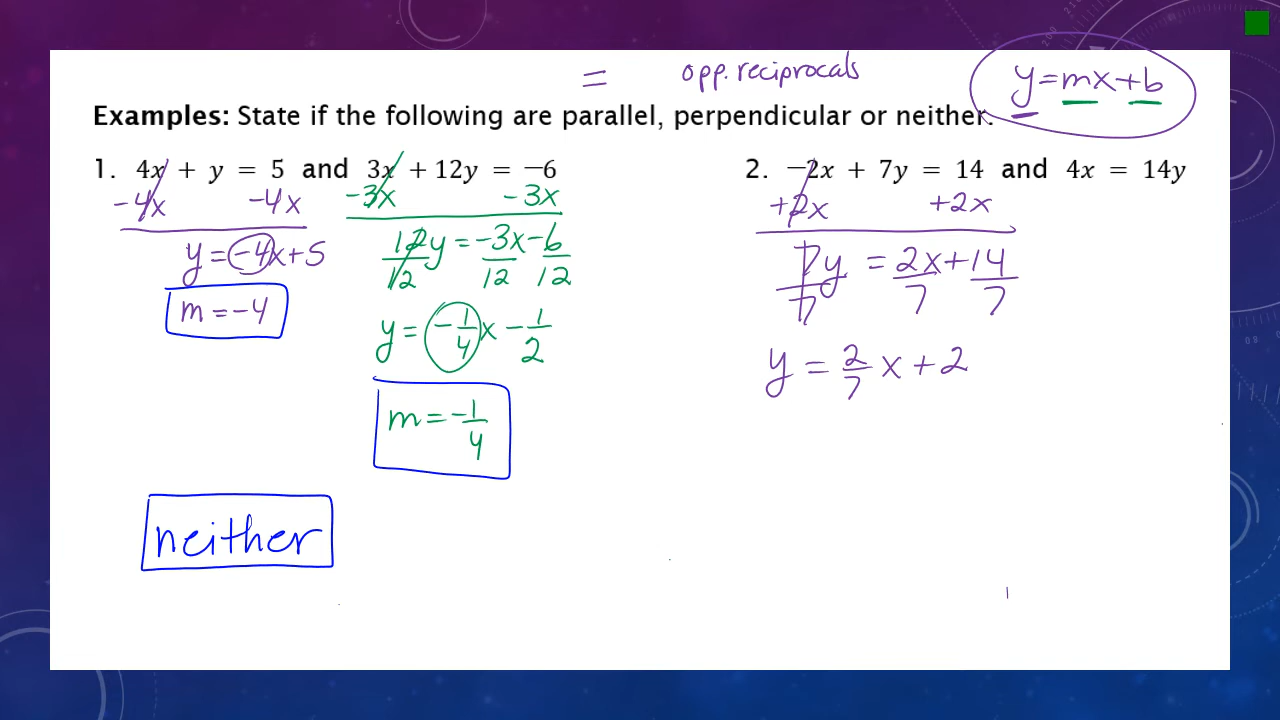 = opp. reciprocals
y=mx+b
Examples: State if the following are parallel, perpendicular or neither.
1. 4x + y = 5 and 3x + 12y = −6
-4x -4x
-3x -3x
y=-4x+5
m=-4
12y = -3x-6
12 12 12
y= -1/4 x - 1/2
m=-1/4
neither
2. −2x + 7y = 14 and 4x = 14y
+2x +2x
7y = 2x+14
7 7 7
y = 2/7 x + 2